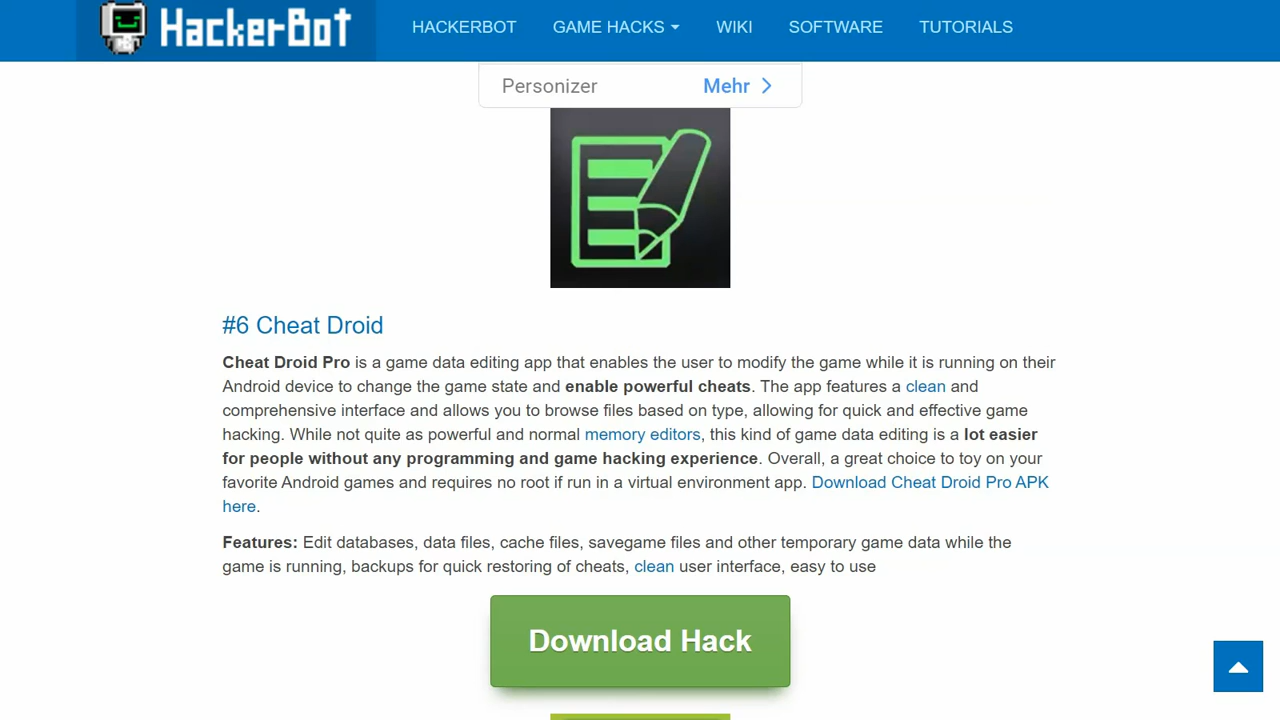 HackerBot
HACKERBOT
GAME HACKS
WIKI
SOFTWARE
TUTORIALS
Personizer
Mehr
#6 Cheat Droid
Cheat Droid Pro is a game data editing app that enables the user to modify the game while it is running on their
Android device to change the game state and enable powerful cheats. The app features a clean and
comprehensive interface and allows you to browse files based on type, allowing for quick and effective game
hacking. While not quite as powerful and normal memory editors, this kind of game data editing is a lot easier
for people without any programming and game hacking experience. Overall, a great choice to toy on your
favorite Android games and requires no root if run in a virtual environment app. Download Cheat Droid Pro APK
here.
Features: Edit databases, data files, cache files, savegame files and other temporary game data while the
game is running, backups for quick restoring of cheats, clean user interface, easy to use
Download Hack